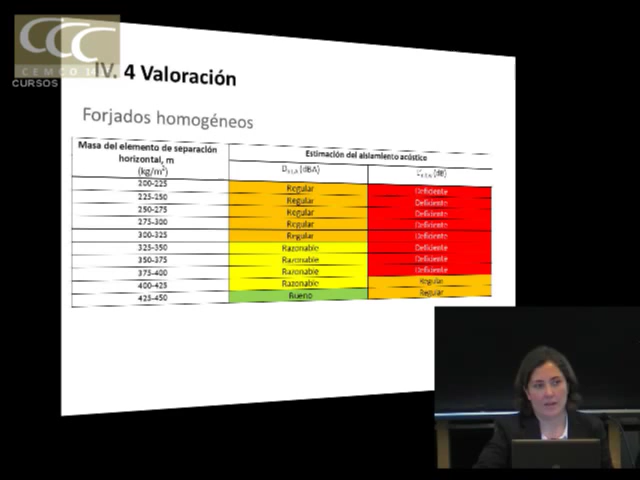 CCC
CEMCO
CURSOS
IV. 4 Valoración
Forjados homogéneos
Masa del elemento de separación horizontal, m (kg/m²)
Estimación del aislamiento acústico
(dBA) (dB)
200-225 Regular Deficiente
225-250 Regular Deficiente
250-275 Regular Deficiente
275-300 Regular Deficiente
300-325 Regular Deficiente
325-350 Razonable Deficiente
350-375 Razonable Deficiente
375-400 Razonable Deficiente
400-425 Razonable Regular
425-450 Bueno Regular